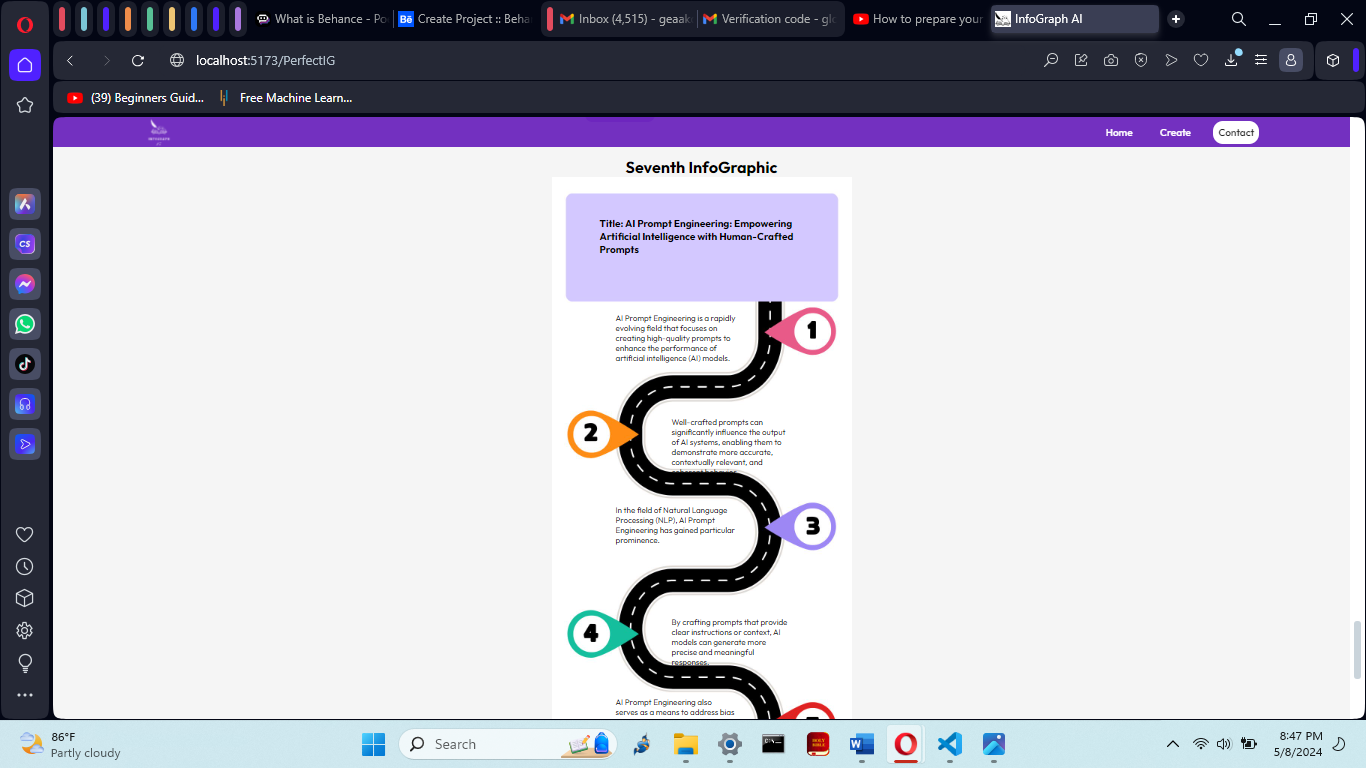 What is Behance - Po
Bē Create Project :: Beha
Inbox (4,515) - geaak
Verification code - glo
How to prepare your
InfoGraph AI
localhost:5173/PerfectIG
(39) Beginners Guid...
Free Machine Learn...
Home
Create
Contact
Seventh InfoGraphic
Title: AI Prompt Engineering: Empowering
Artificial Intelligence with Human-Crafted
Prompts
AI Prompt Engineering is a rapidly
evolving field that focuses on
creating high-quality prompts to
enhance the performance of
artificial intelligence (AI) models.
1
2
Well-crafted prompts can
significantly influence the output
of AI systems, enabling them to
demonstrate more accurate,
contextually relevant, and
In the field of Natural Language
Processing (NLP), AI Prompt
Engineering has gained particular
prominence.
3
4
By crafting prompts that provide
clear instructions or context, AI
models can generate more
precise and meaningful
responses.
AI Prompt Engineering also
serves as a means to address bias
CS
86°F
Partly cloudy
Search
HOLY
BIBLE
8:47 PM
5/8/2024